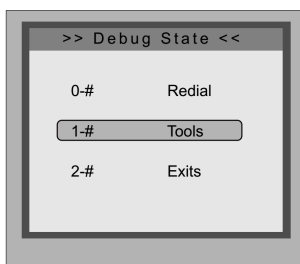 >> Debug State <<
0-# Redial
1-# Tools
2-# Exits